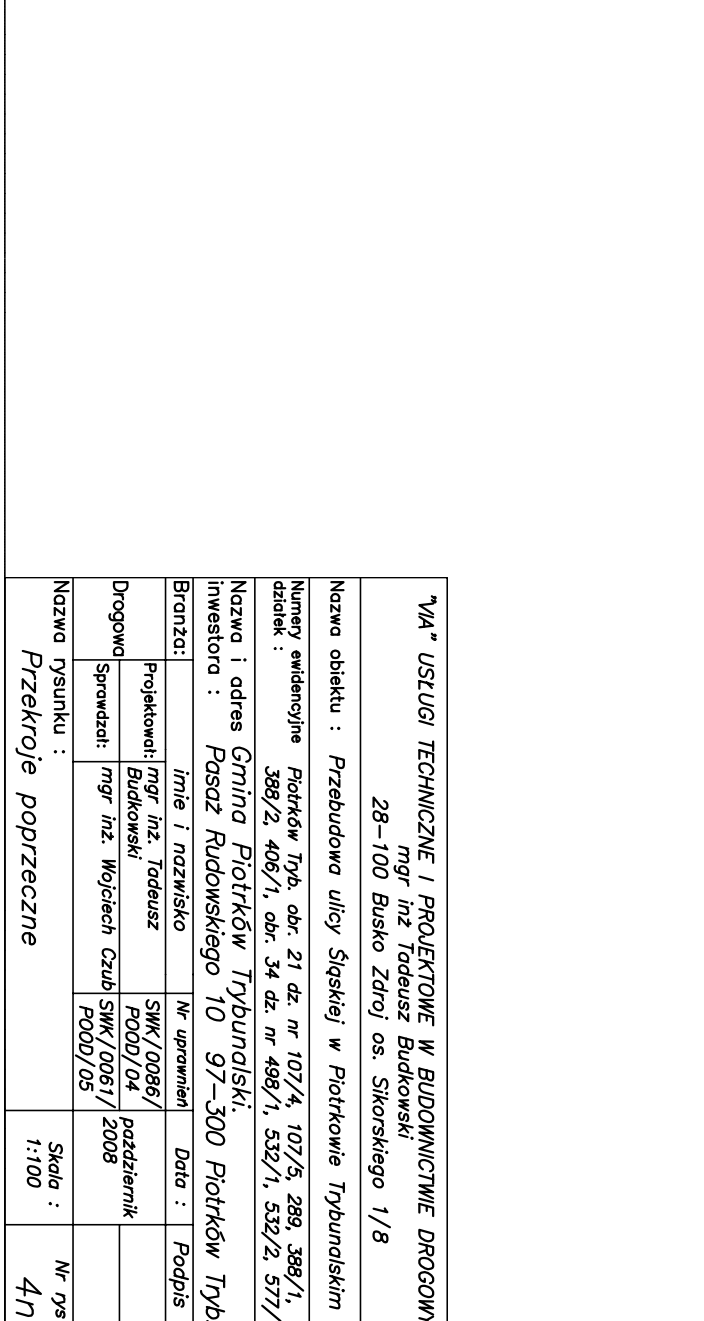 "VIA" USŁUGI TECHNICZNE I PROJEKTOWE W BUDOWNICTWIE DROGOWY
mgr inż Tadeusz Budkowski
28-100 Busko Zdroj os. Sikorskiego 1/8
Nazwa obiektu : Przebudowa ulicy Śląskiej w Piotrkowie Trybunalskim
Numery ewidencyjne Piotrków Tryb. obr. 21 dz. nr 107/4, 107/5, 289, 388/1,
działek : 388/2, 406/1, obr. 34 dz. nr 498/1, 532/1, 532/2, 577/
Nazwa i adres Gmina Piotrków Trybunalski.
inwestora : Pasaż Rudowskiego 10 97-300 Piotrków Tryb.
Branża: imie i nazwisko Nr uprawnień Data : Podpis
Drogowa
Projektował: mgr inż. Tadeusz Budkowski SWK/0086/ POOD/04 październik 2008
Sprawdzał: mgr inż. Wojciech Czub SWK/0061/ POOD/05
Nazwa rysunku : Skala : Nr rys
Przekroje poprzeczne 1:100 4n